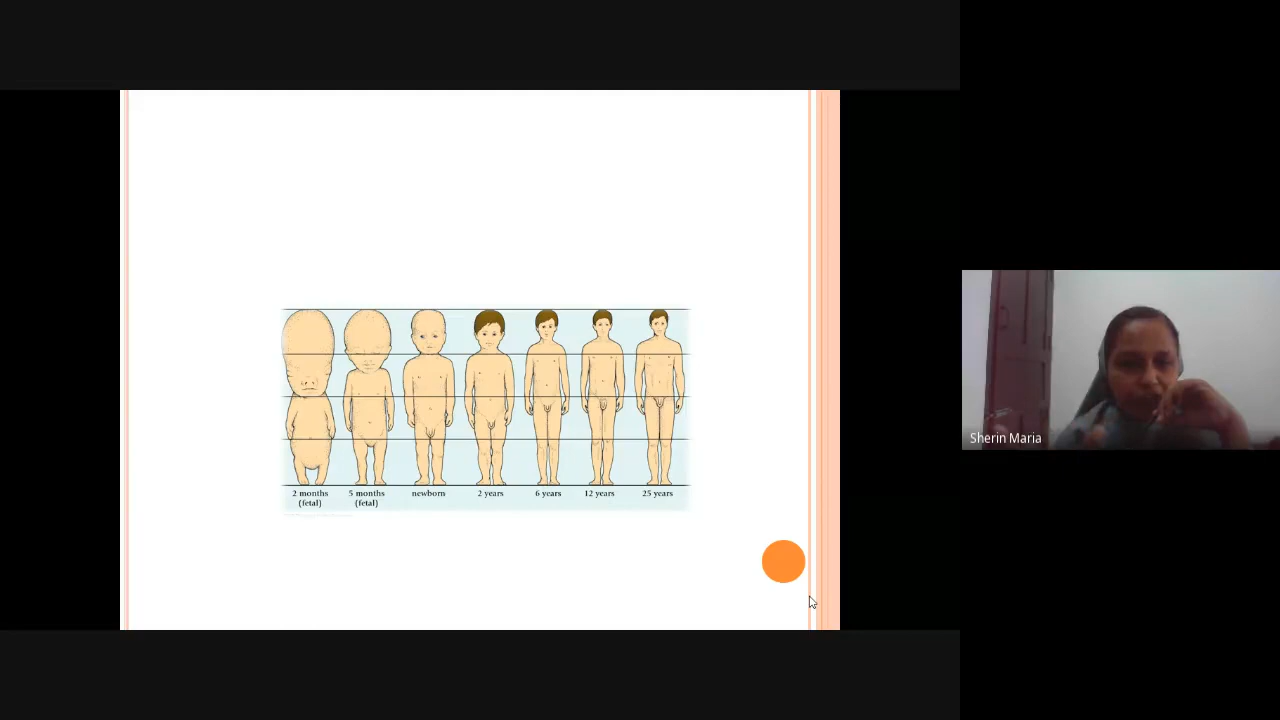 2 months
(fetal)
5 months
(fetal)
newborn
2 years
6 years
12 years
25 years
Sherin Maria